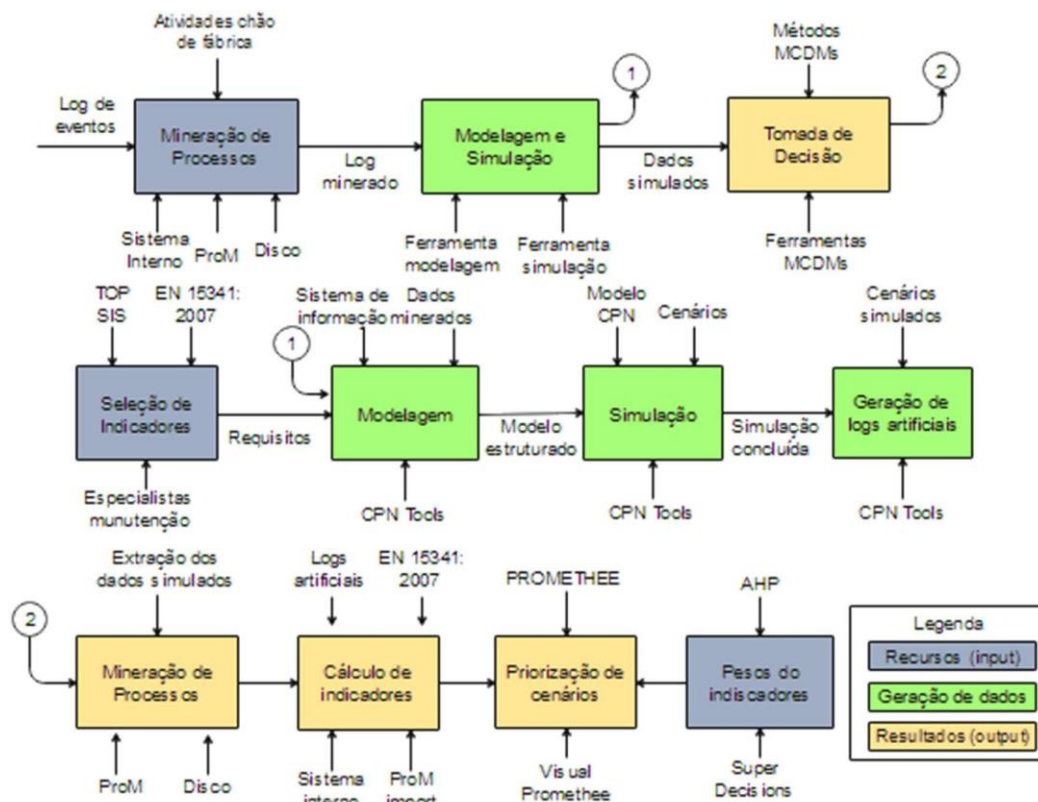 Atividades chão
de fábrica
Métodos
MCDMs
1
2
Log de
eventos
Mineração de
Processos
Modelagem e
Simulação
Tomada de
Decisão
Log
minerado
Dados
simulados
Sistema
Interno
ProM
Disco
Ferramenta
modelagem
Ferramenta
simulação
Ferramentas
MCDMs
TOP
SIS
EN 15341:
2007
Sistema de
informação
Dados
minerados
Modelo
CPN
Cenários
Cenários
simulados
1
Seleção de
Indicadores
Modelagem
Simulação
Geração de
logs artificiais
Requisitos
Modelo
estruturado
Simulação
concluída
Especialistas
munutenção
CPN Tools
CPN Tools
CPN Tools
Extração dos
dados simulados
Logs
artificiais
EN 15341:
2007
PROMETHEE
AHP
2
Mineração de
Processos
Cálculo de
indicadores
Priorização de
cenários
Pesos do
indiscadores
Legenda
Recursos (input)
Geração de dados
Resultados (output)
ProM
Disco
Sistema
interno
ProM
import
Visual
Promethee
Super
Decisions